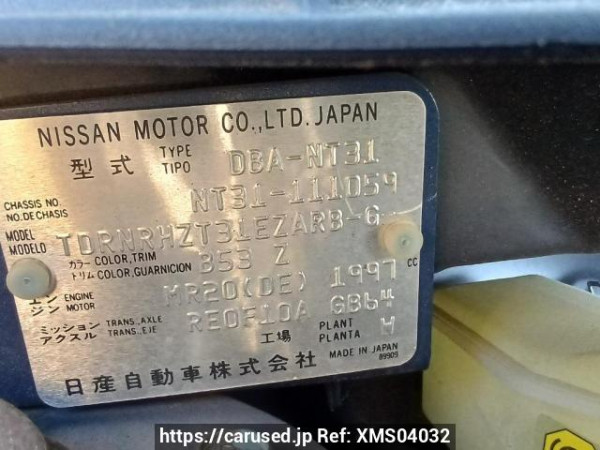 NISSAN MOTOR CO.,LTD. JAPAN
型式 TYPE TIPO DBA-NT31
CHASSIS NO. NO.DE CHASIS NT31-111059
MODEL MODELO TDRNRHZT31EZARB-G
カラー COLOR,TRIM トリム COLOR,GUARNICION B53 Z
エンジン ENGINE MOTOR MR20(DE) 1997 cc
ミッション アクスル TRANS.,AXLE TRANS.,EJE RE0F10A GB64
工場 PLANT PLANTA W
MADE IN JAPAN
日産自動車株式会社
89909
https://carused.jp Ref: XMS04032